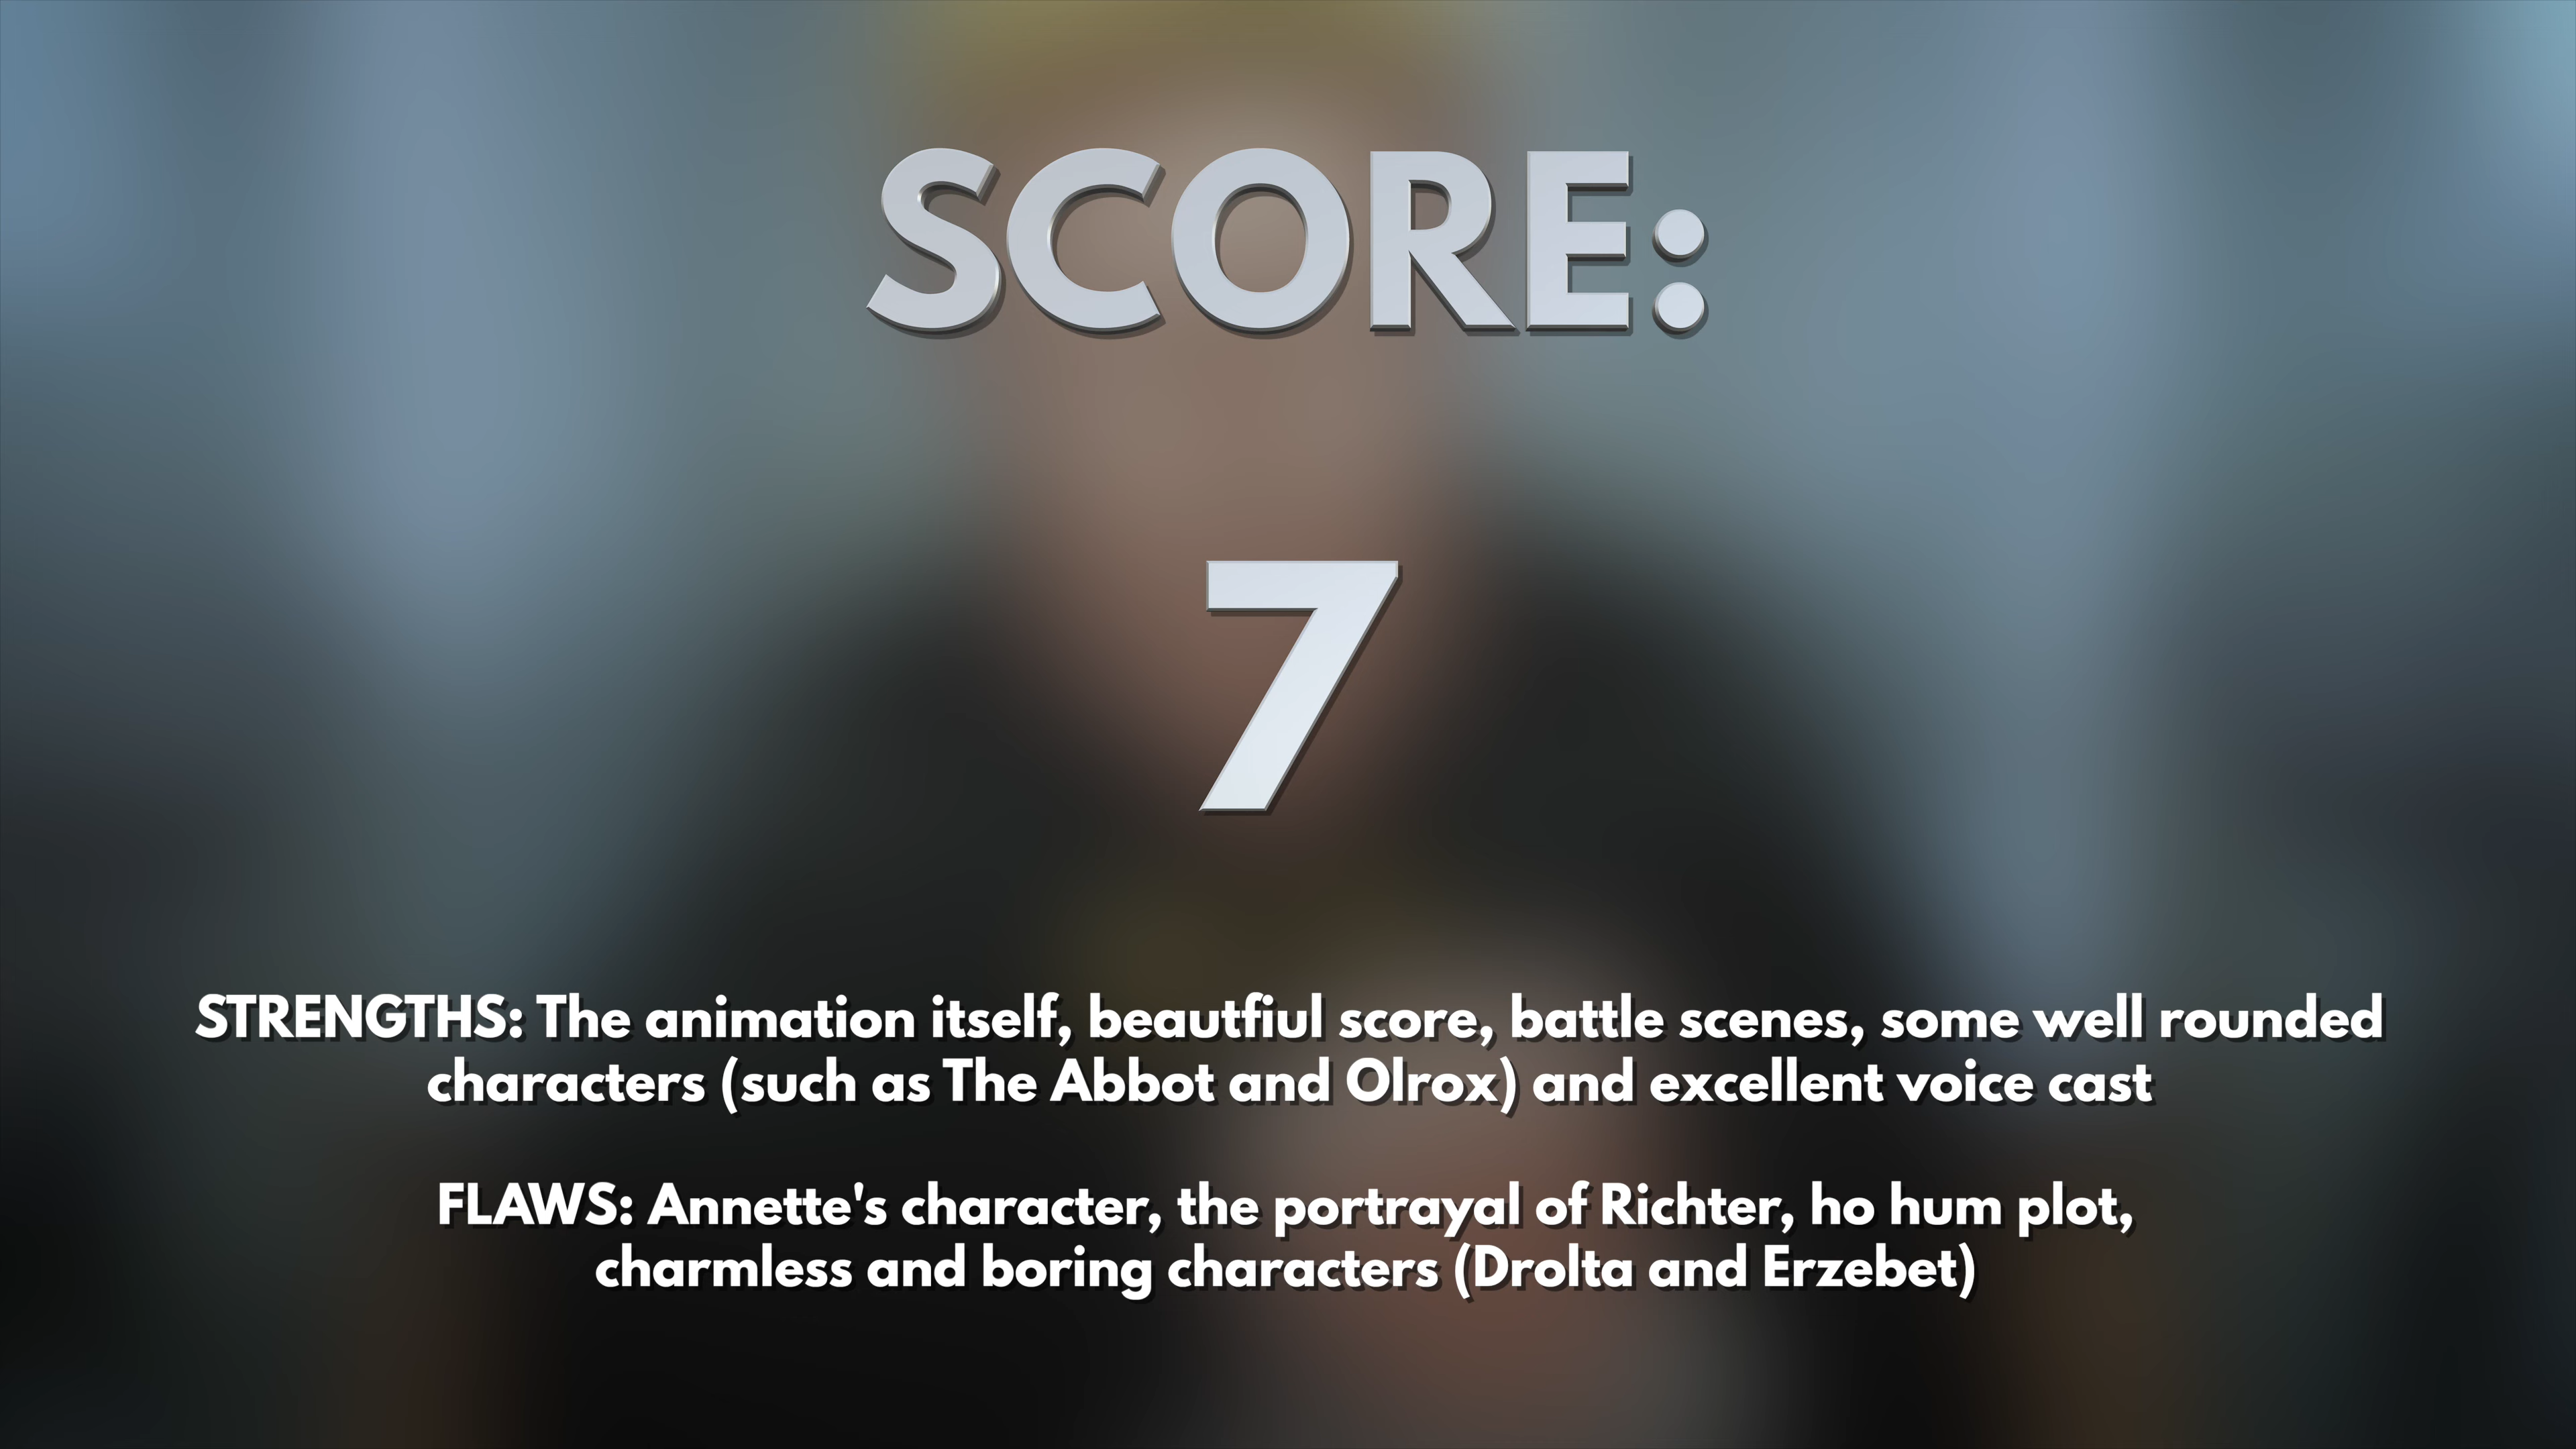 SCORE:
7
STRENGTHS: The animation itself, beautfiul score, battle scenes, some well rounded
characters (such as The Abbot and Olrox) and excellent voice cast
FLAWS: Annette's character, the portrayal of Richter, ho hum plot,
charmless and boring characters (Drolta and Erzebet)